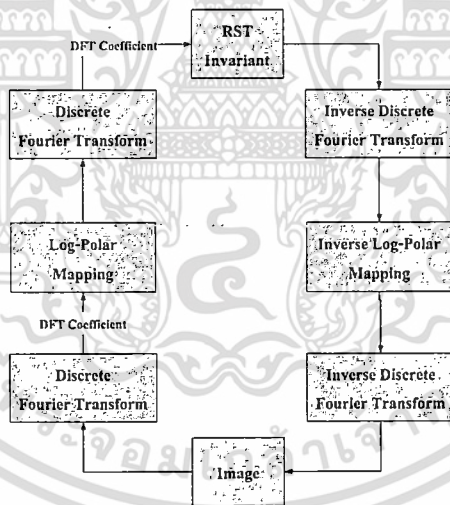 RST
Invariant
DFT Coefficient
Discrete
Fourier Transform
Inverse Discrete
Fourier Transform
Log-Polar
Mapping
Inverse Log-Polar
Mapping
DFT Coefficient
Discrete
Fourier Transform
Inverse Discrete
Fourier Transform
Image